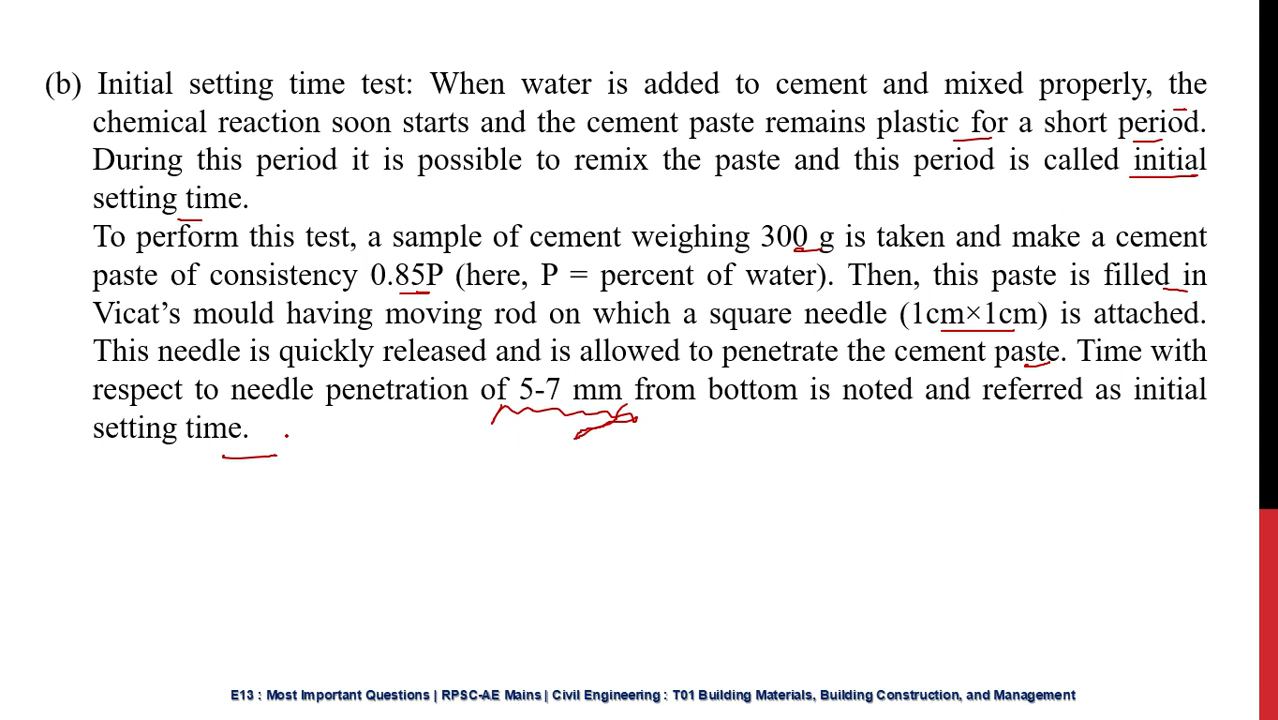 (b) Initial setting time test: When water is added to cement and mixed properly, the
chemical reaction soon starts and the cement paste remains plastic for a short period.
During this period it is possible to remix the paste and this period is called initial
setting time.
To perform this test, a sample of cement weighing 300 g is taken and make a cement
paste of consistency 0.85P (here, P = percent of water). Then, this paste is filled in
Vicat’s mould having moving rod on which a square needle (1cm×1cm) is attached.
This needle is quickly released and is allowed to penetrate the cement paste. Time with
respect to needle penetration of 5-7 mm from bottom is noted and referred as initial
setting time.
E13 : Most Important Questions | RPSC-AE Mains | Civil Engineering : T01 Building Materials, Building Construction, and Management